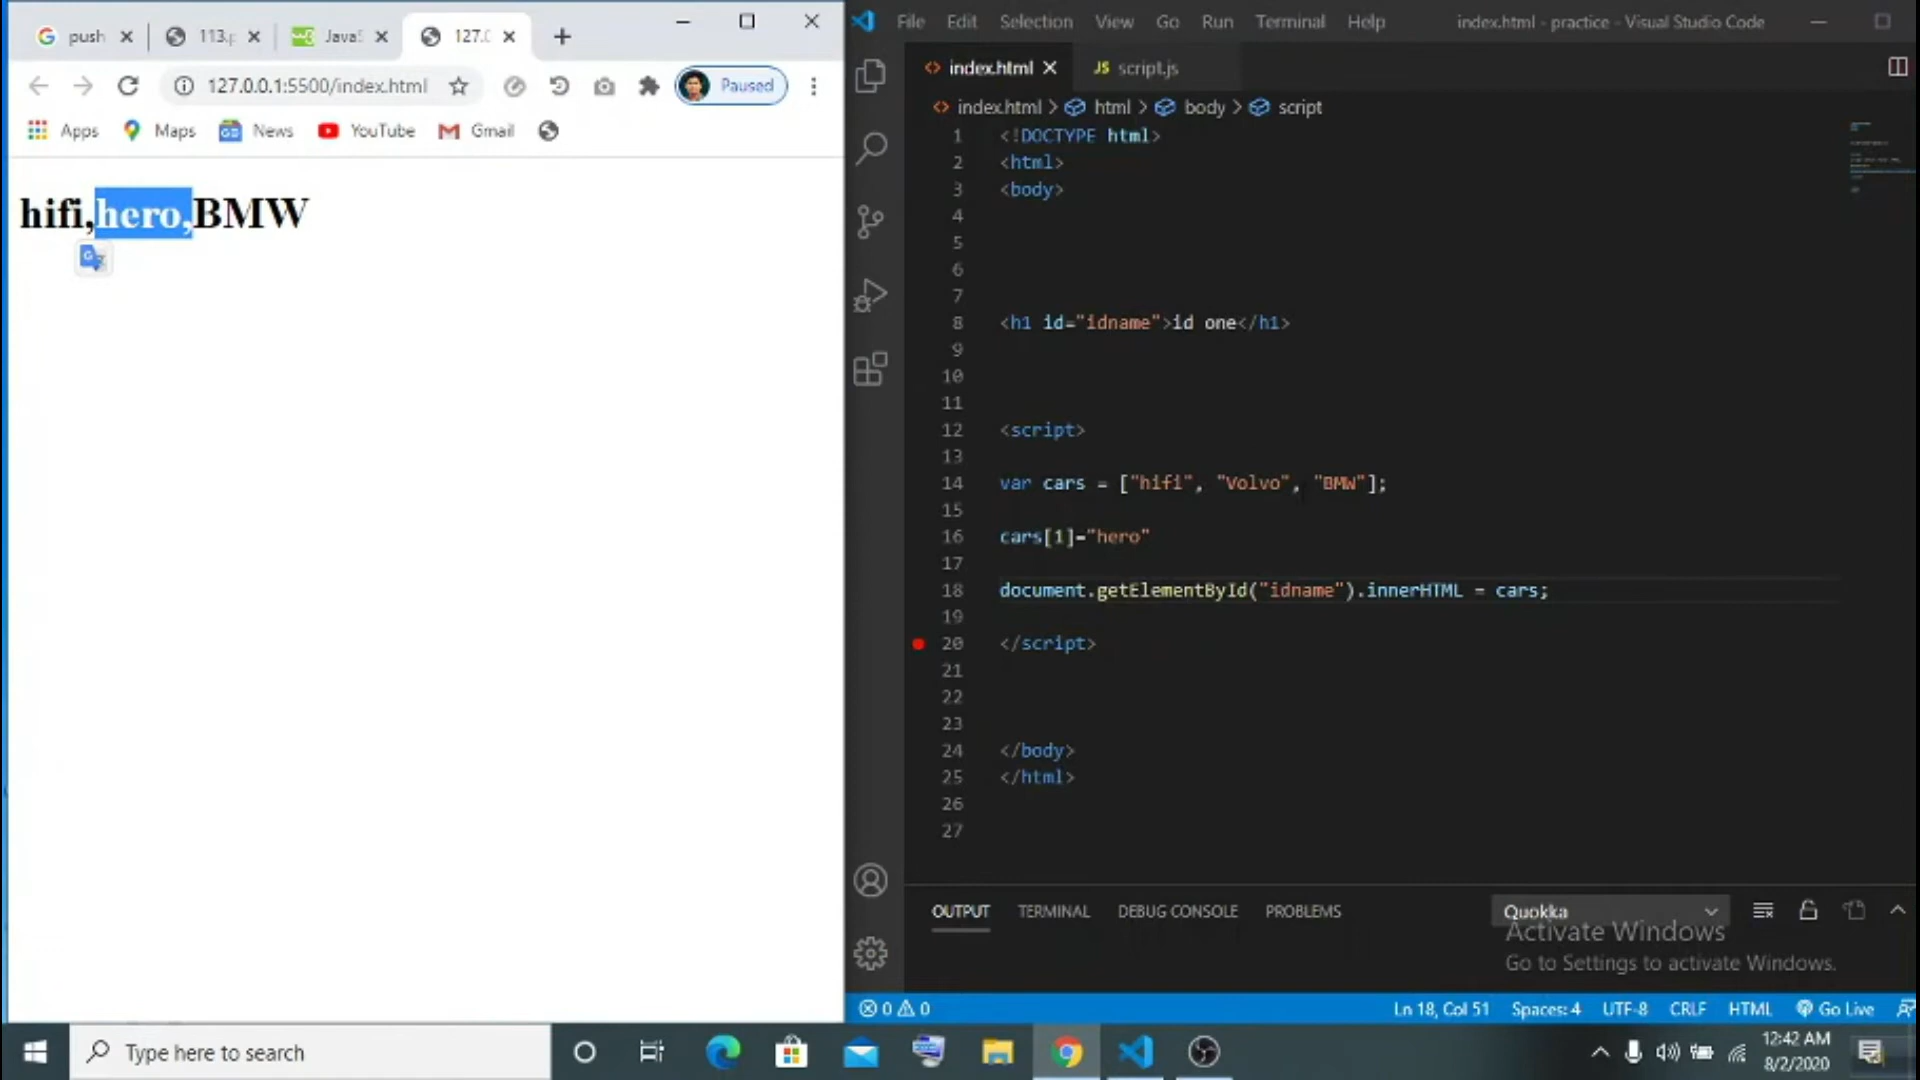 push
113.p
JavaS
127.0
127.0.0.1:5500/index.html
Paused
Apps
Maps
News
YouTube
Gmail
hifi,hero,BMW
File Edit Selection View Go Run Terminal Help
index.html - practice - Visual Studio Code
<> index.html
JS script.js
<> index.html > html > body > script
1 <!DOCTYPE html>
2 <html>
3 <body>
4
5
6
7
8 <h1 id="idname">id one</h1>
9
10
11
12 <script>
13
14 var cars = ["hifi", "Volvo", "BMW"];
15
16 cars[1]="hero"
17
18 document.getElementById("idname").innerHTML = cars;
19
20 </script>
21
22
23
24 </body>
25 </html>
26
27
OUTPUT TERMINAL DEBUG CONSOLE PROBLEMS
Quokka
Activate Windows
Go to Settings to activate Windows.
0 0
Ln 18, Col 51 Spaces: 4 UTF-8 CRLF HTML Go Live
Type here to search
12:42 AM
8/2/2020